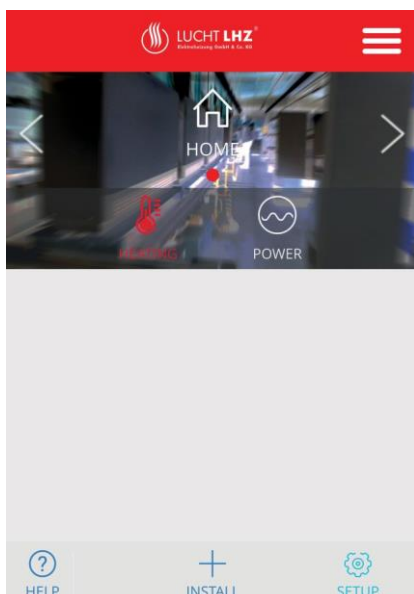 LUCHT LHZ®
Elektroheizung GmbH & Co. KG
HOME
HEATING
POWER
HELP
INSTALL
SETUP